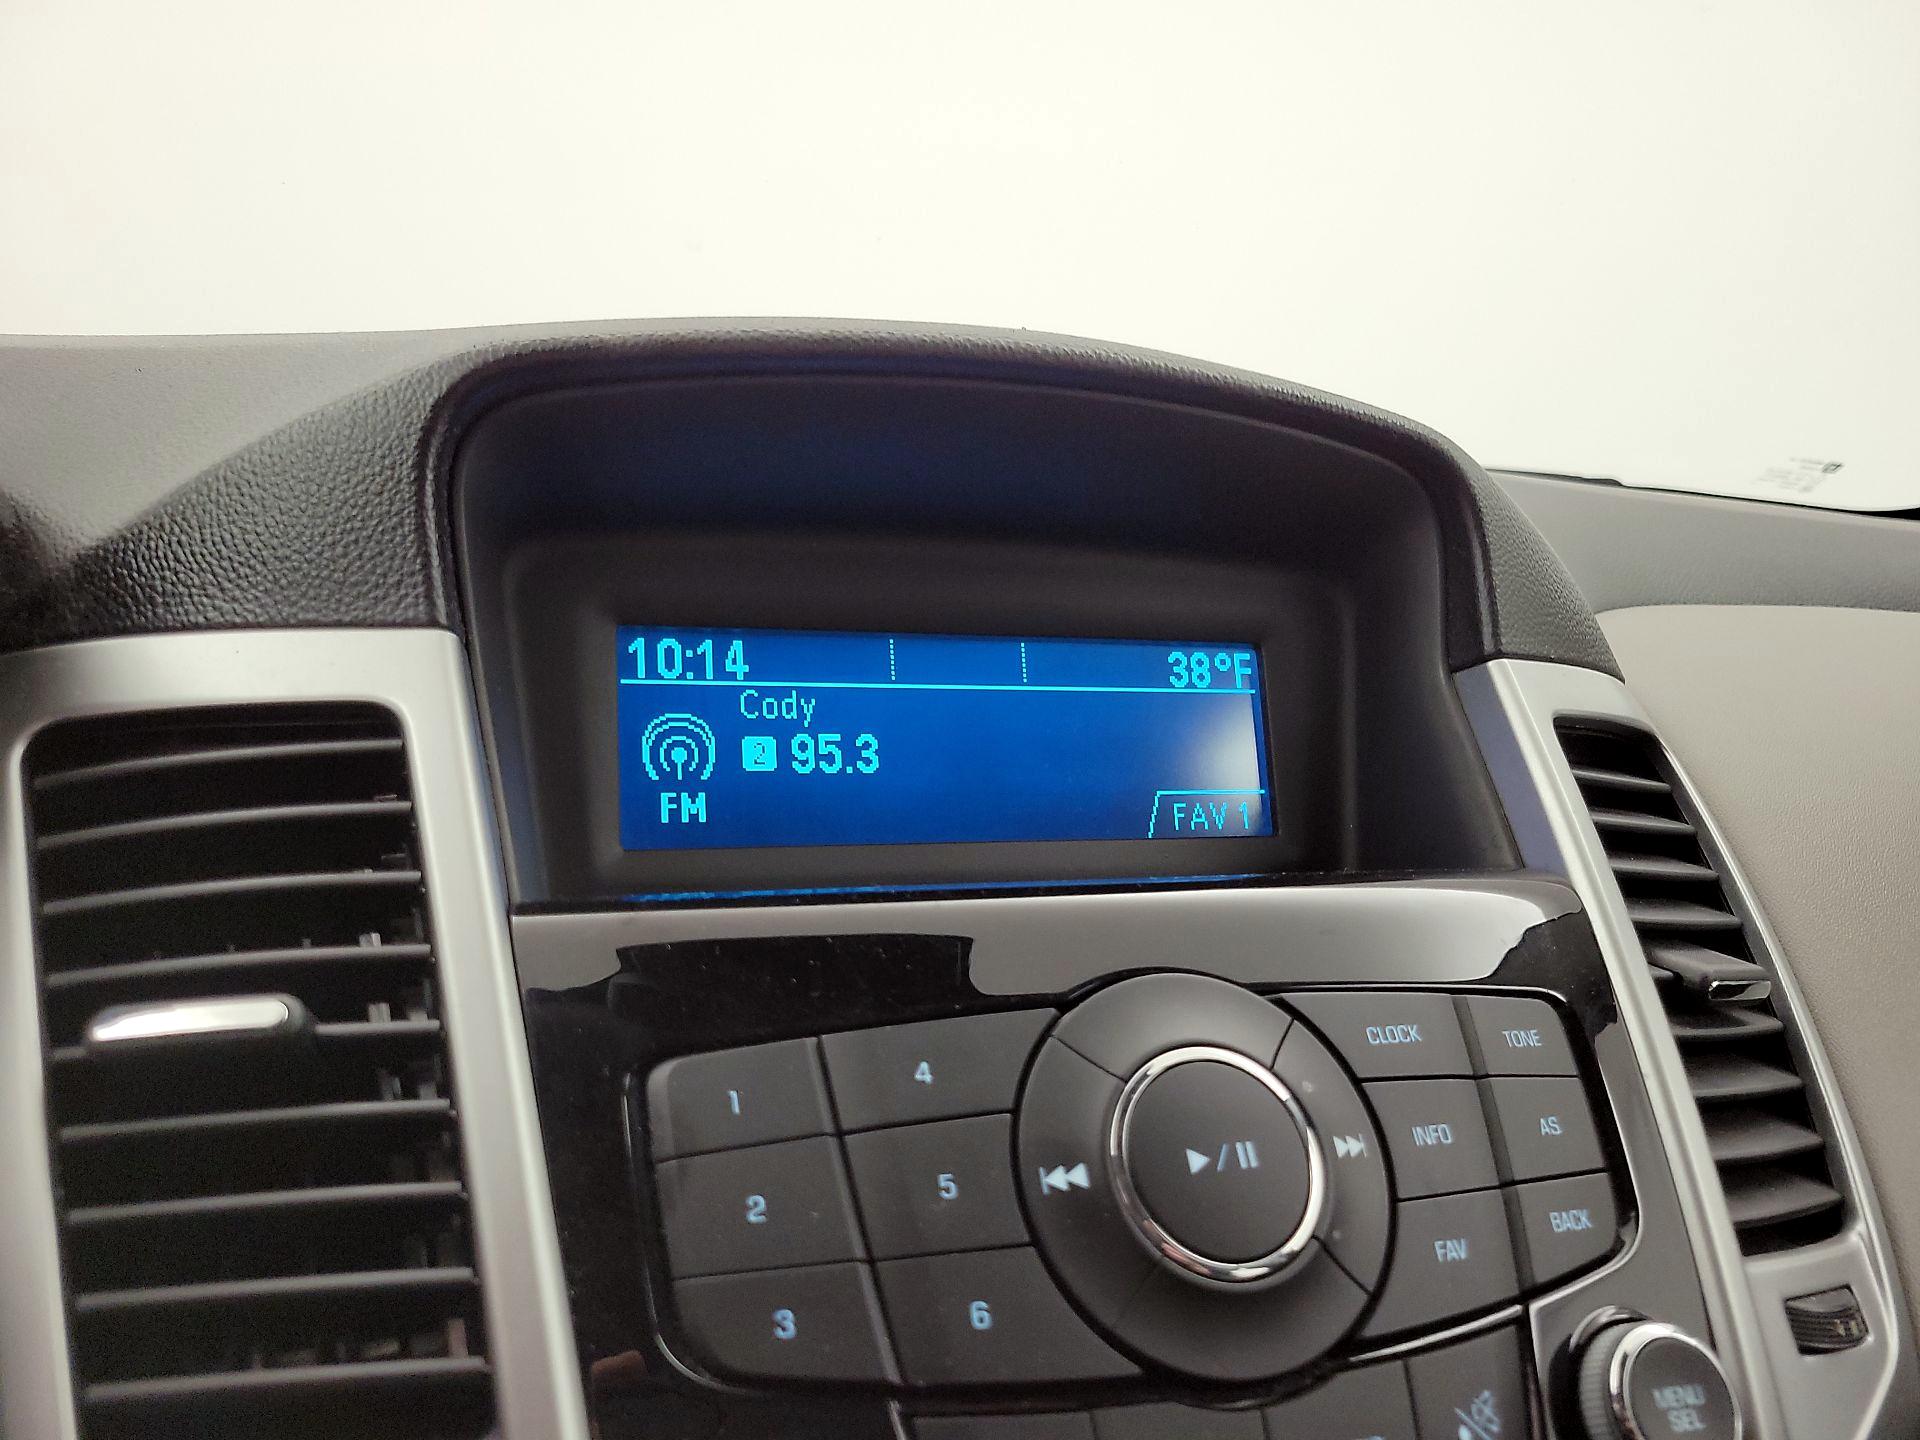 10:14 38°F
Cody
2 95.3
FM
FAV 1
1 4
2 5
3 6
CLOCK TONE
INFO AS
FAV BACK
MENU
SEL